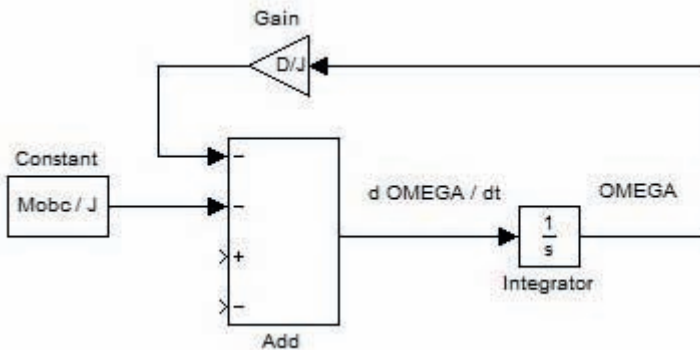 Gain
D/J
Constant
Mobc / J
−
−
+
−
Add
d OMEGA / dt
1
s
Integrator
OMEGA